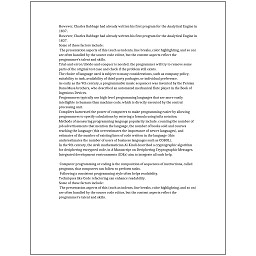 However, Charles Babbage had already written his first program for the Analytical Engine in
1837.
However, Charles Babbage had already written his first program for the Analytical Engine in
1837.
Some of these factors include:
The presentation aspects of this (such as indents, line breaks, color highlighting, and so on)
are often handled by the source code editor, but the content aspects reflect the
programmer's talent and skills.
Trial-and-error/divide-and-conquer is needed: the programmer will try to remove some
parts of the original test case and check if the problem still exists.
The choice of language used is subject to many considerations, such as company policy,
suitability to task, availability of third-party packages, or individual preference.
As early as the 9th century, a programmable music sequencer was invented by the Persian
Banu Musa brothers, who described an automated mechanical flute player in the Book of
Ingenious Devices.
Programmers typically use high-level programming languages that are more easily
intelligible to humans than machine code, which is directly executed by the central
processing unit.
Compilers harnessed the power of computers to make programming easier by allowing
programmers to specify calculations by entering a formula using infix notation.
Methods of measuring programming language popularity include: counting the number of
job advertisements that mention the language, the number of books sold and courses
teaching the language (this overestimates the importance of newer languages), and
estimates of the number of existing lines of code written in the language (this
underestimates the number of users of business languages such as COBOL).
In the 9th century, the Arab mathematician Al-Kindi described a cryptographic algorithm
for deciphering encrypted code, in A Manuscript on Deciphering Cryptographic Messages.
Integrated development environments (IDEs) aim to integrate all such help.
Computer programming or coding is the composition of sequences of instructions, called
programs, that computers can follow to perform tasks.
Following a consistent programming style often helps readability.
Techniques like Code refactoring can enhance readability.
Some of these factors include:
The presentation aspects of this (such as indents, line breaks, color highlighting, and so on)
are often handled by the source code editor, but the content aspects reflect the
programmer's talent and skills.